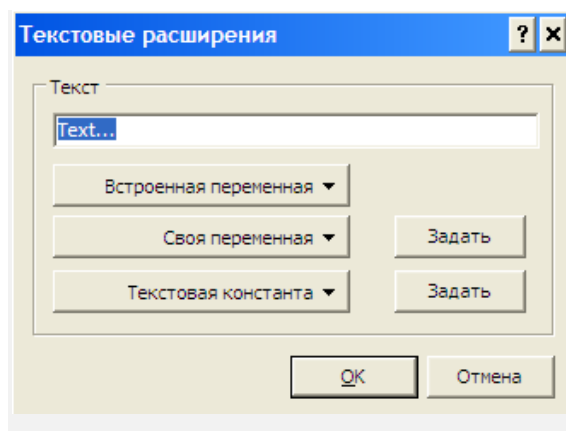 Текстовые расширения ? ×
Текст
Text...
Встроенная переменная
Своя переменная Задать
Текстовая константа Задать
OK Отмена